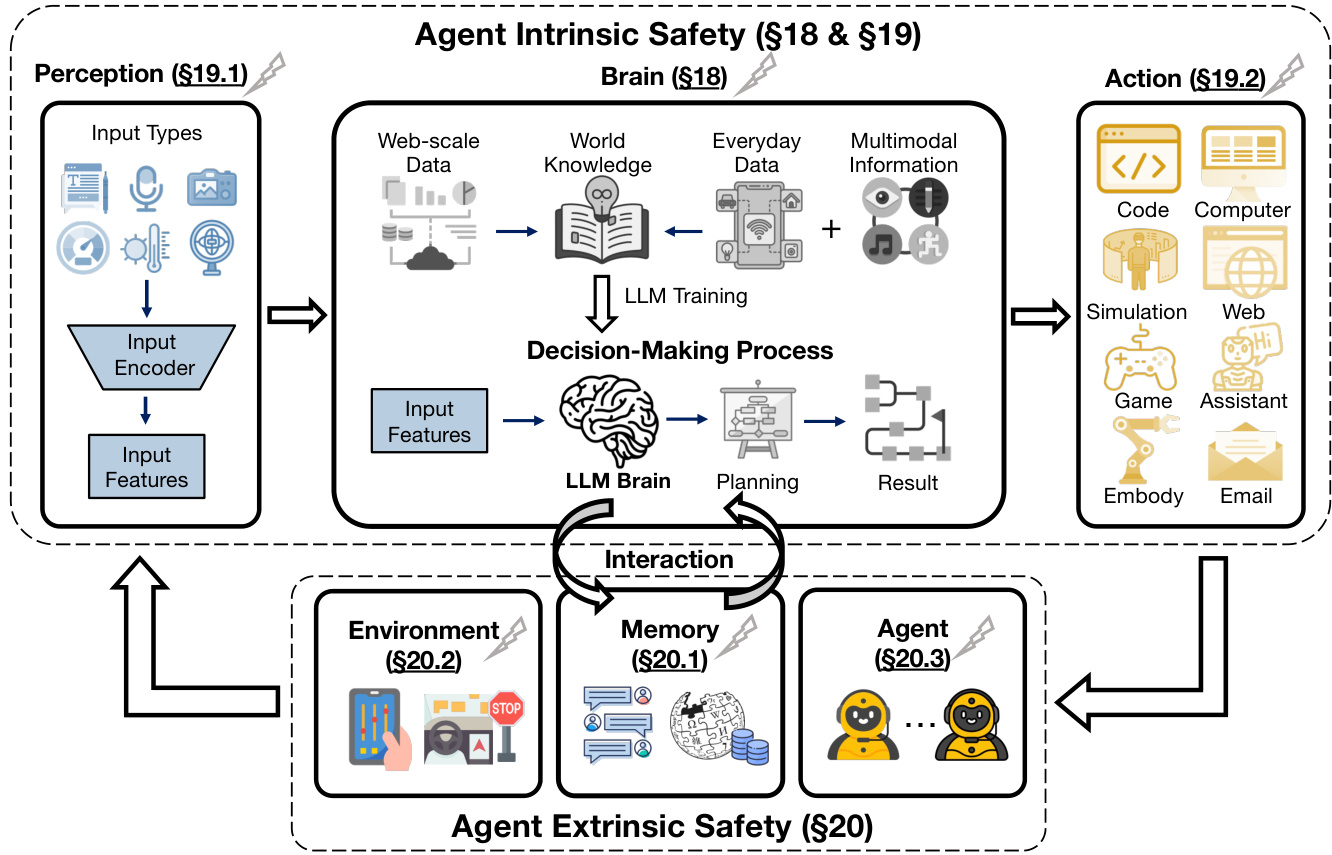 Agent Intrinsic Safety (§18 & §19)
Perception (§19.1)
Input Types
T
Input
Encoder
Input
Features
Brain (§18)
Web-scale
Data
World
Knowledge
Everyday
Data
+
Multimodal
Information
LLM Training
Decision-Making Process
Input
Features
LLM Brain
Planning
Result
Action (§19.2)
</>
Code
Computer
Simulation
Web
Hi
Game
Assistant
Embody
Email
Interaction
Environment
(§20.2)
STOP
Memory
(§20.1)
W
Agent
(§20.3)
...
Agent Extrinsic Safety (§20)